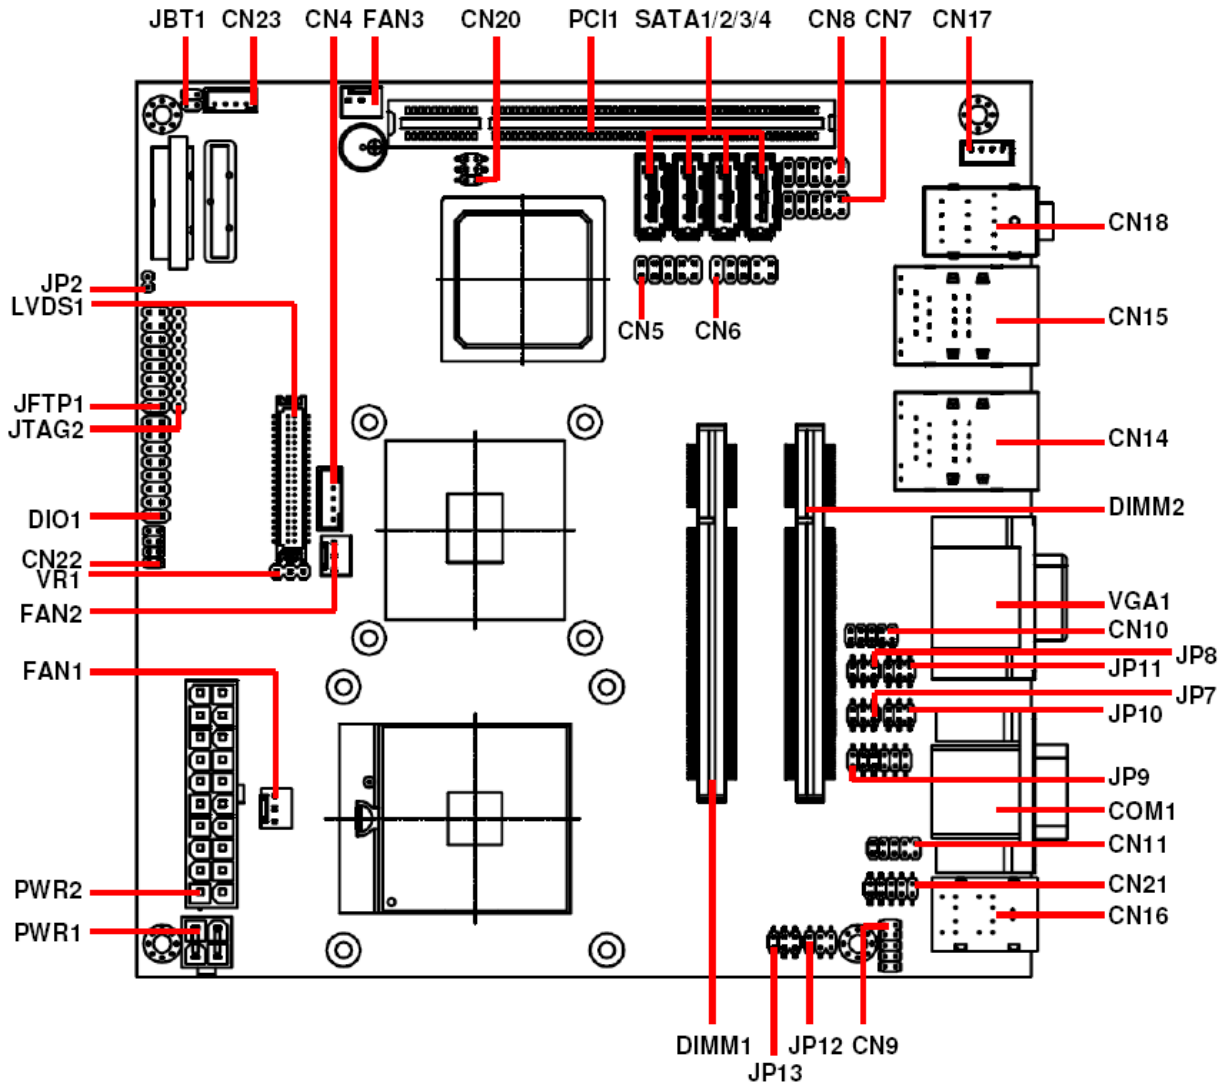 JBT1 CN23 CN4 FAN3 CN20 PCI1 SATA1/2/3/4 CN8 CN7 CN17
CN18
JP2
LVDS1
CN15
CN5 CN6
JFTP1
JTAG2
CN14
DIO1
DIMM2
CN22
VR1
FAN2
VGA1
CN10
JP8
FAN1
JP11
JP7
JP10
JP9
COM1
CN11
PWR2
CN21
CN16
PWR1
DIMM1 JP12 CN9
JP13